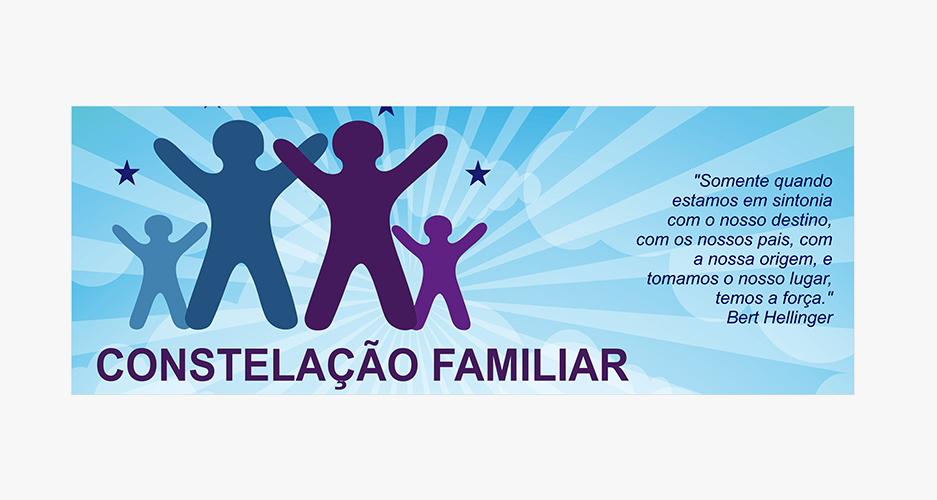 "Somente quando
estamos em sintonia
com o nosso destino,
com os nossos pais, com
a nossa origem, e
tomamos o nosso lugar,
temos a força."
Bert Hellinger
CONSTELAÇÃO FAMILIAR